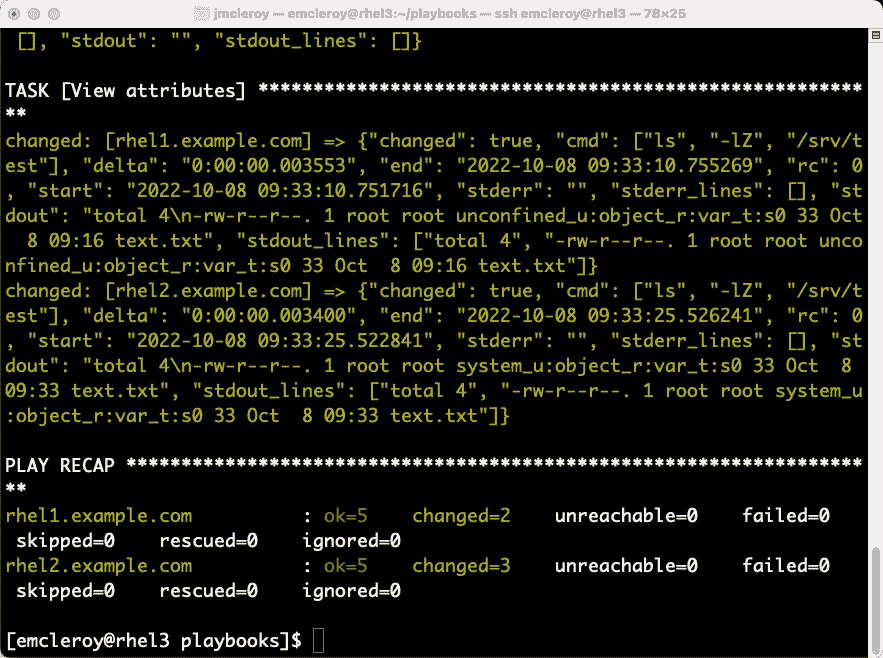 jmcleroy — emcleroy@rhel3:~/playbooks — ssh emcleroy@rhel3 — 78×25
 [], "stdout": "", "stdout_lines": []}
TASK [View attributes] *******************************************************
**
changed: [rhel1.example.com] => {"changed": true, "cmd": ["ls", "-lZ", "/srv/t
est"], "delta": "0:00:00.003553", "end": "2022-10-08 09:33:10.755269", "rc": 0
, "start": "2022-10-08 09:33:10.751716", "stderr": "", "stderr_lines": [], "st
dout": "total 4\n-rw-r--r--. 1 root root unconfined_u:object_r:var_t:s0 33 Oct
  8 09:16 text.txt", "stdout_lines": ["total 4", "-rw-r--r--. 1 root root unco
nfined_u:object_r:var_t:s0 33 Oct  8 09:16 text.txt"]}
changed: [rhel2.example.com] => {"changed": true, "cmd": ["ls", "-lZ", "/srv/t
est"], "delta": "0:00:00.003400", "end": "2022-10-08 09:33:25.526241", "rc": 0
, "start": "2022-10-08 09:33:25.522841", "stderr": "", "stderr_lines": [], "st
dout": "total 4\n-rw-r--r--. 1 root root system_u:object_r:var_t:s0 33 Oct  8
09:33 text.txt", "stdout_lines": ["total 4", "-rw-r--r--. 1 root root system_u
:object_r:var_t:s0 33 Oct  8 09:33 text.txt"]}
PLAY RECAP *******************************************************************
**
rhel1.example.com          : ok=5    changed=2    unreachable=0    failed=0
 skipped=0    rescued=0    ignored=0
rhel2.example.com          : ok=5    changed=3    unreachable=0    failed=0
 skipped=0    rescued=0    ignored=0
[emcleroy@rhel3 playbooks]$